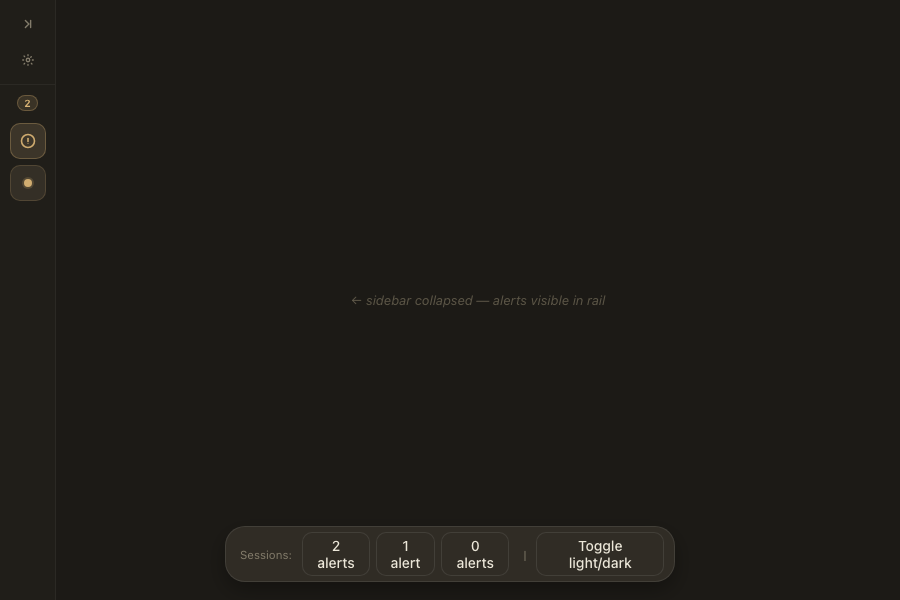 2
← sidebar collapsed — alerts visible in rail
Sessions:
2
alerts
1
alert
0
alerts
|
Toggle
light/dark